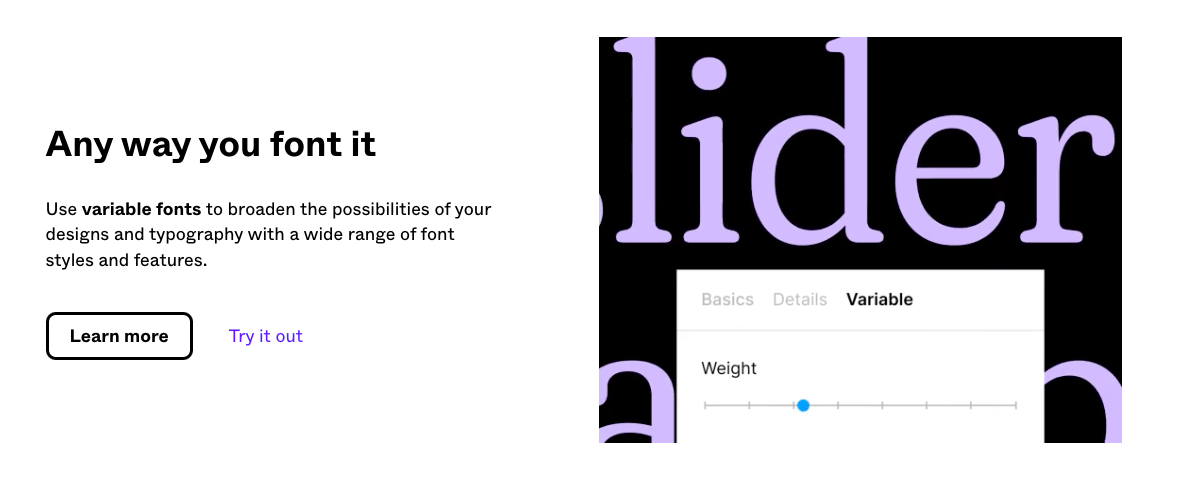 Any way you font it
Use variable fonts to broaden the possibilities of your
designs and typography with a wide range of font
styles and features.
Learn more
Try it out
lider
Basics Details Variable
Weight
a